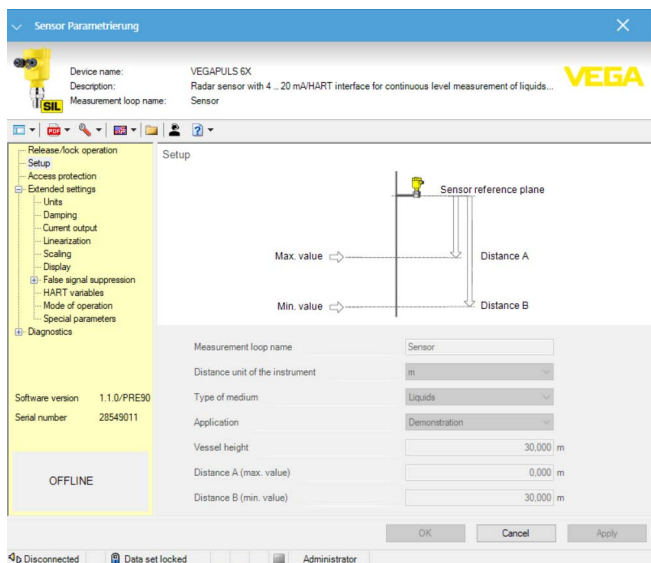 Sensor Parametrierung
Device name: VEGAPULS 6X
Description: Radar sensor with 4 ... 20 mA/HART interface for continuous level measurement of liquids...
Measurement loop name: Sensor
SIL
VEGA
PDF
?
Release/lock operation
Setup
Access protection
Extended settings
Units
Damping
Current output
Linearization
Scaling
Display
False signal suppression
HART variables
Mode of operation
Special parameters
Diagnostics
Software version 1.1.0/PRE90
Serial number 28549011
OFFLINE
Setup
Sensor reference plane
Max. value
Distance A
Min. value
Distance B
Measurement loop name Sensor
Distance unit of the instrument m
Type of medium Liquids
Application Demonstration
Vessel height 30,000 m
Distance A (max. value) 0,000 m
Distance B (min. value) 30,000 m
OK Cancel Apply
Disconnected Data set locked Administrator